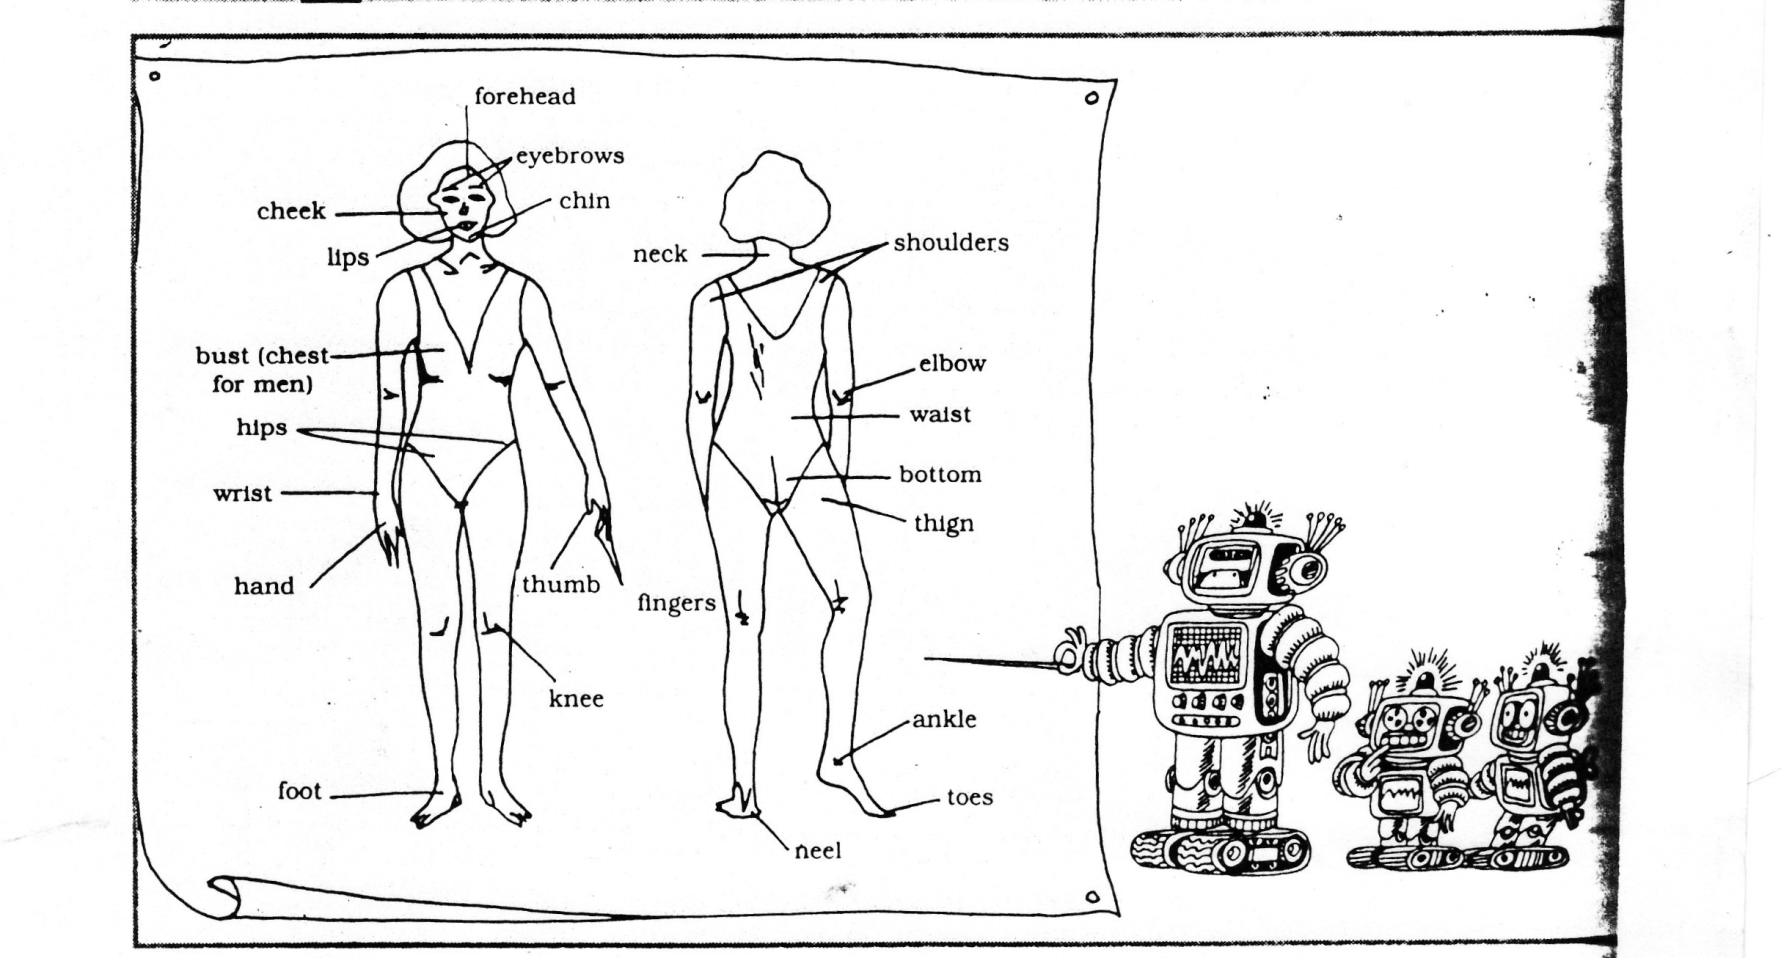 forehead
eyebrows
chin
cheek
lips
neck
shoulders
bust (chest
for men)
elbow
waist
hips
bottom
wrist
thign
hand
thumb
fingers
knee
ankle
foot
toes
neel